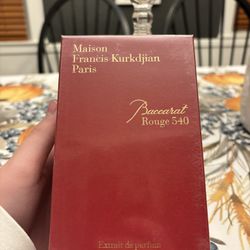 Maison
Francis Kurkdjian
Paris
Baccarat
Rouge 540
Extrait de parfum